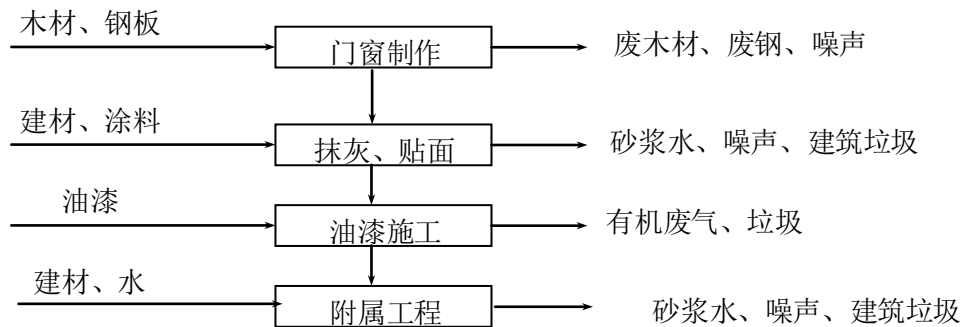 木材、钢板
门窗制作
废木材、废钢、噪声
建材、涂料
抹灰、贴面
砂浆水、噪声、建筑垃圾
油漆
油漆施工
有机废气、垃圾
建材、水
附属工程
砂浆水、噪声、建筑垃圾